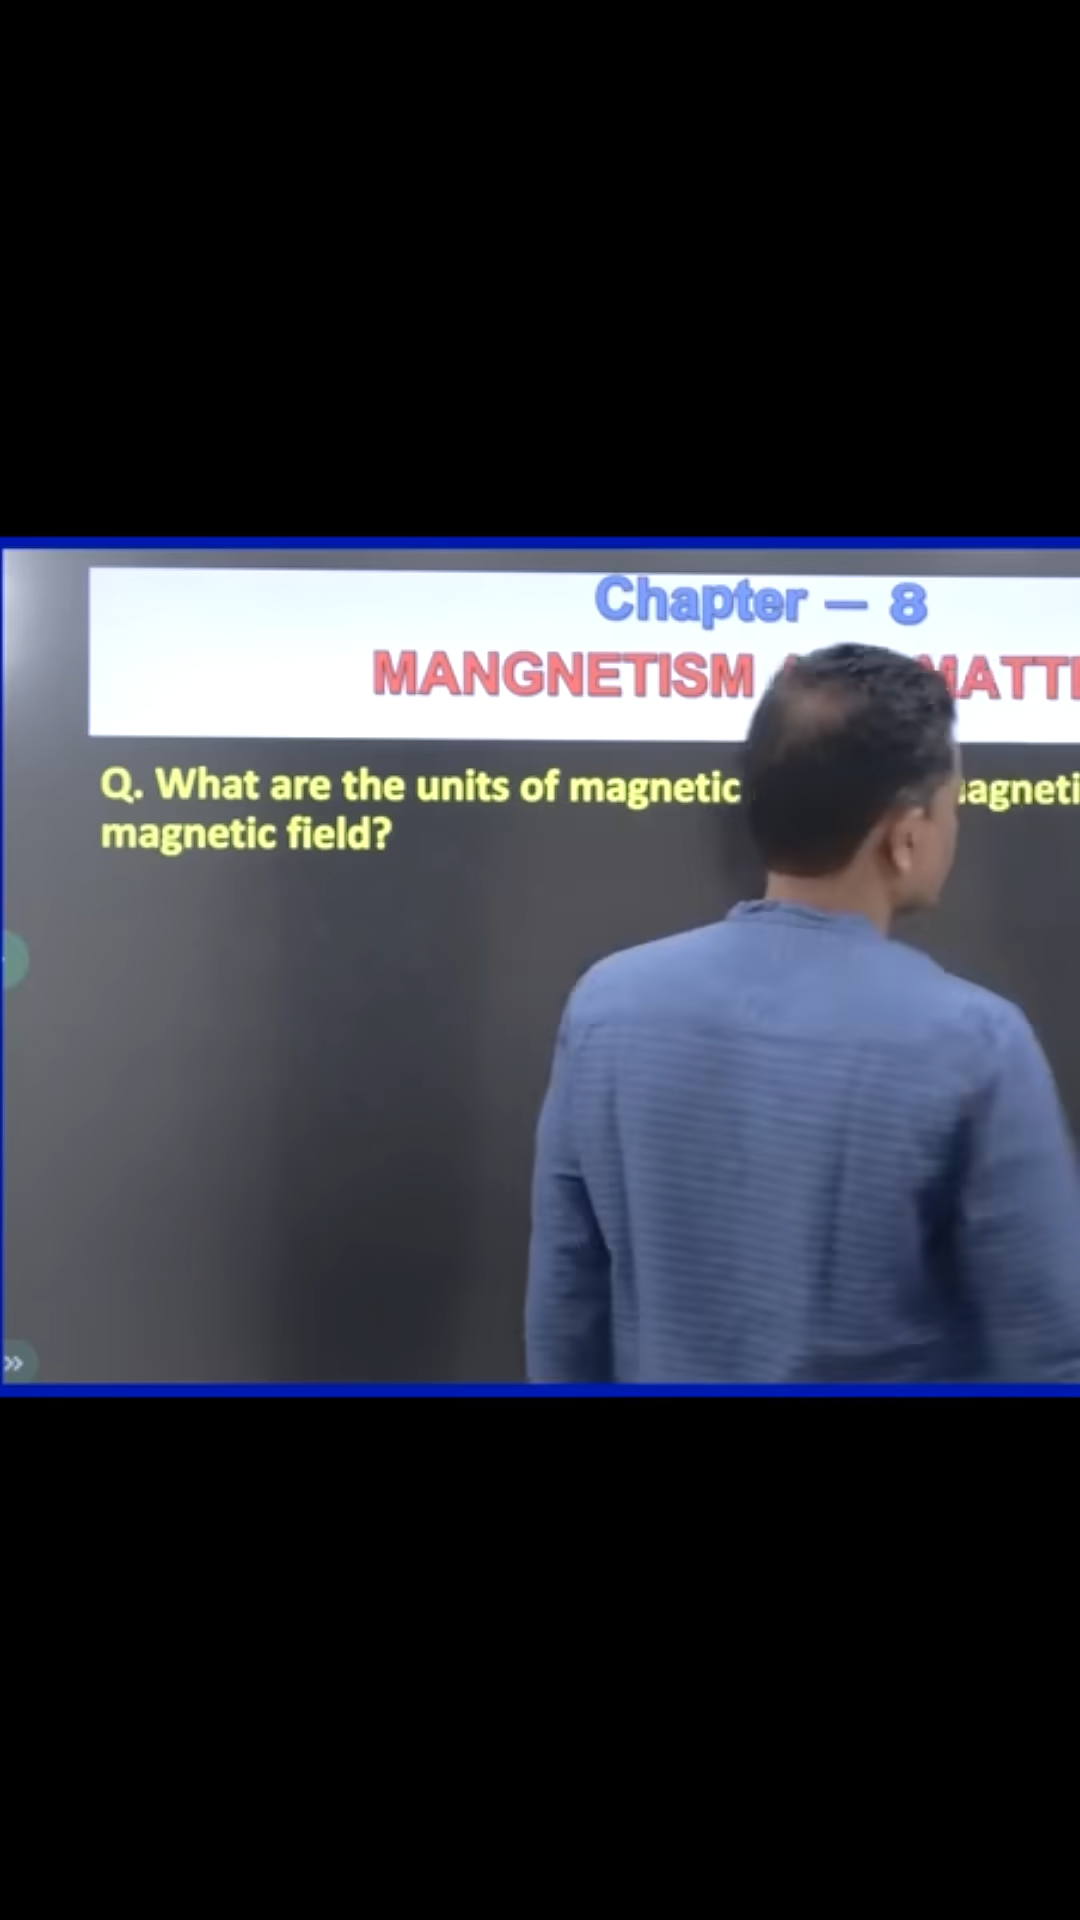 Chapter – 8
MANGNETISM
Q. What are the units of magnetic
magnetic field?
»